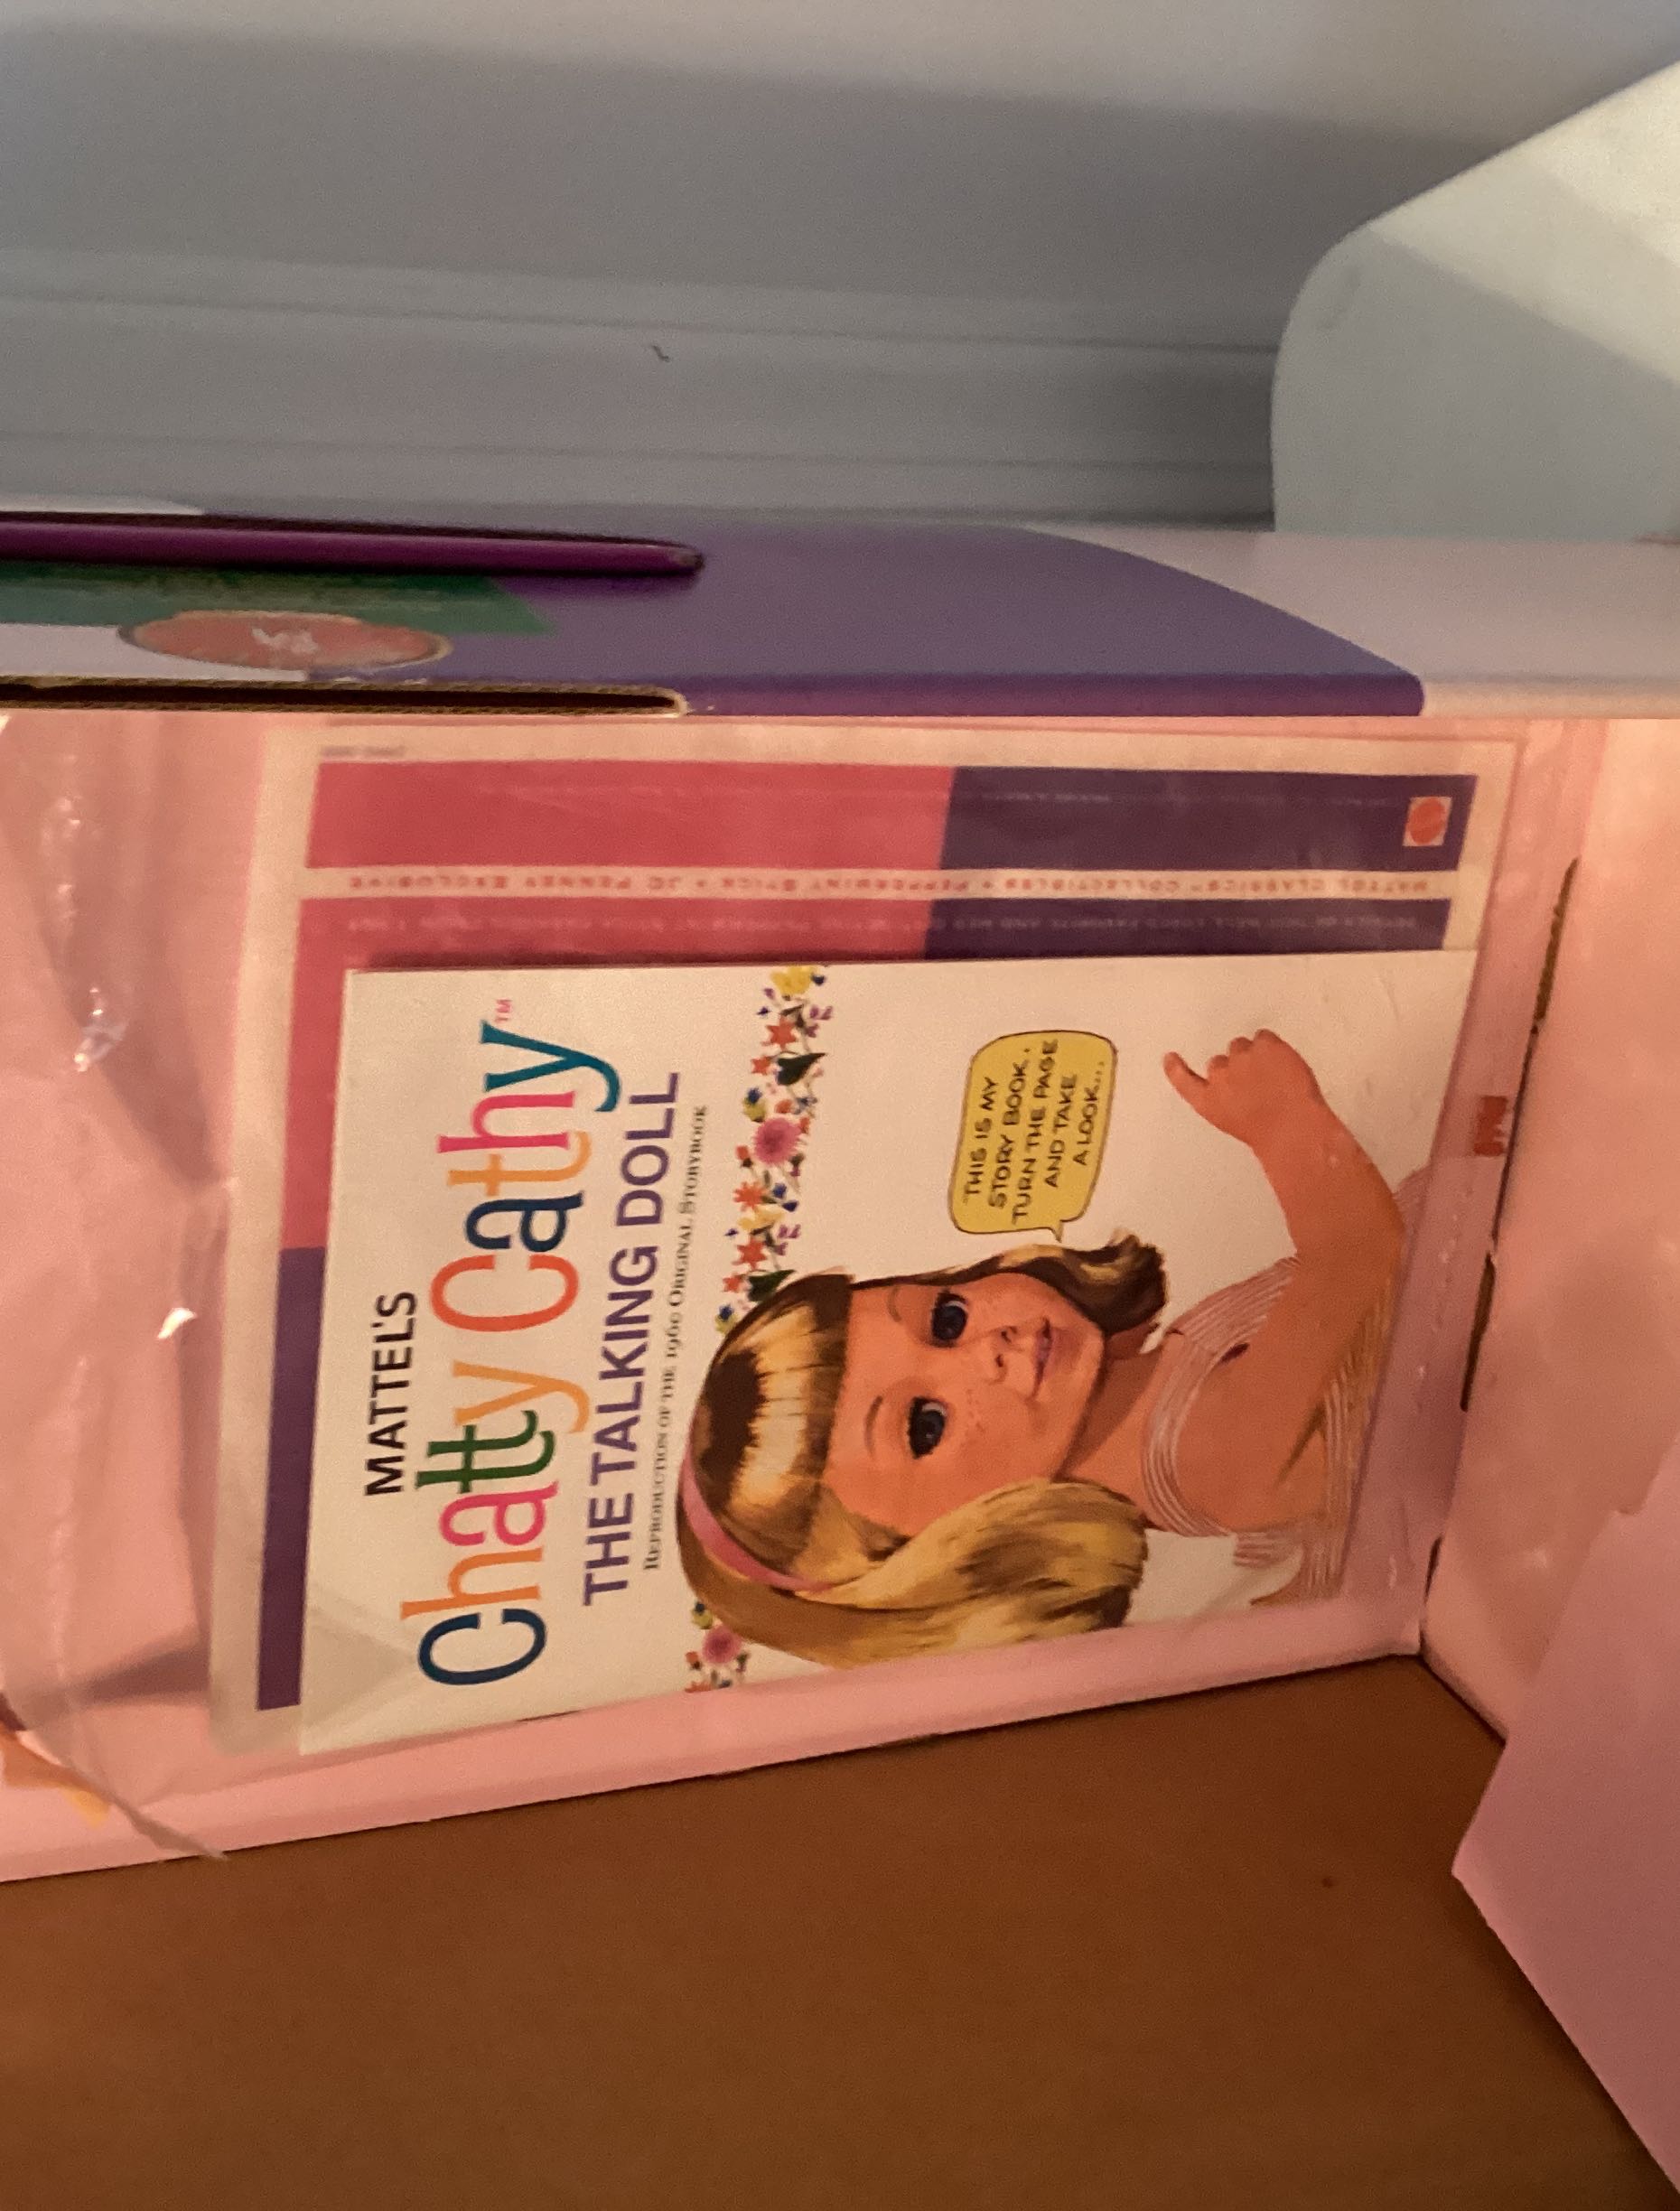 MATTEL'S
Chatty Cathy™
THE TALKING DOLL
REPRODUCTION OF THE 1960 ORIGINAL STORYBOOK
THIS IS MY
STORY BOOK.
TURN THE PAGE
AND TAKE
A LOOK...
MATTEL CLASSICS™ COLLECTIBLES • PEPPERMINT STICK • JC PENNEY EXCLUSIVE